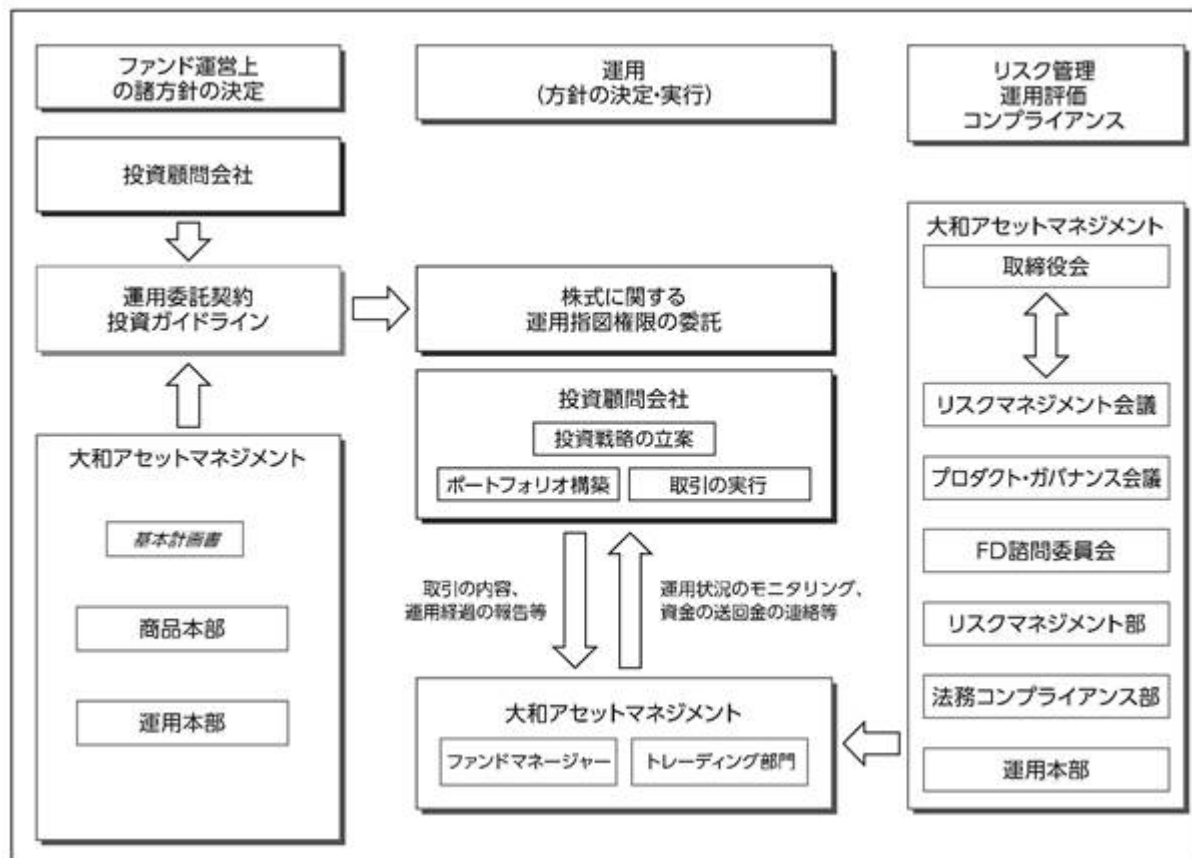 ファンド運営上
の諸方針の決定
運用
(方針の決定・実行)
リスク管理
運用評価
コンプライアンス
投資顧問会社
運用委託契約
投資ガイドライン
株式に関する
運用指図権限の委託
大和アセットマネジメント
基本計画書
商品本部
運用本部
投資顧問会社
投資戦略の立案
ポートフォリオ構築
取引の実行
取引の内容、
運用経過の報告等
運用状況のモニタリング、
資金の送回金の連絡等
大和アセットマネジメント
ファンドマネージャー
トレーディング部門
大和アセットマネジメント
取締役会
リスクマネジメント会議
プロダクト・ガバナンス会議
FD諮問委員会
リスクマネジメント部
法務コンプライアンス部
運用本部